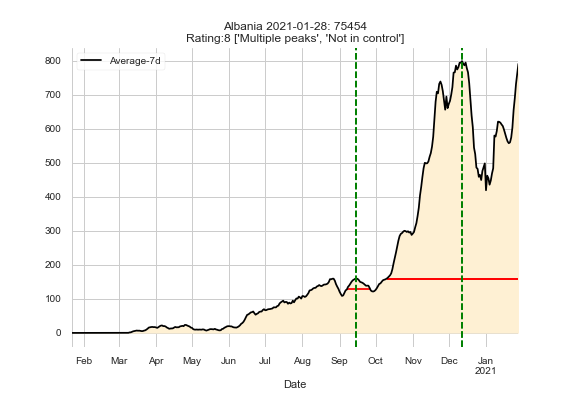 Albania 2021-01-28: 75454
Rating:8 ['Multiple peaks', 'Not in control']
Average-7d
800
700
600
500
400
300
200
100
0
Feb Mar Apr May Jun Jul Aug Sep Oct Nov Dec Jan
2021
Date